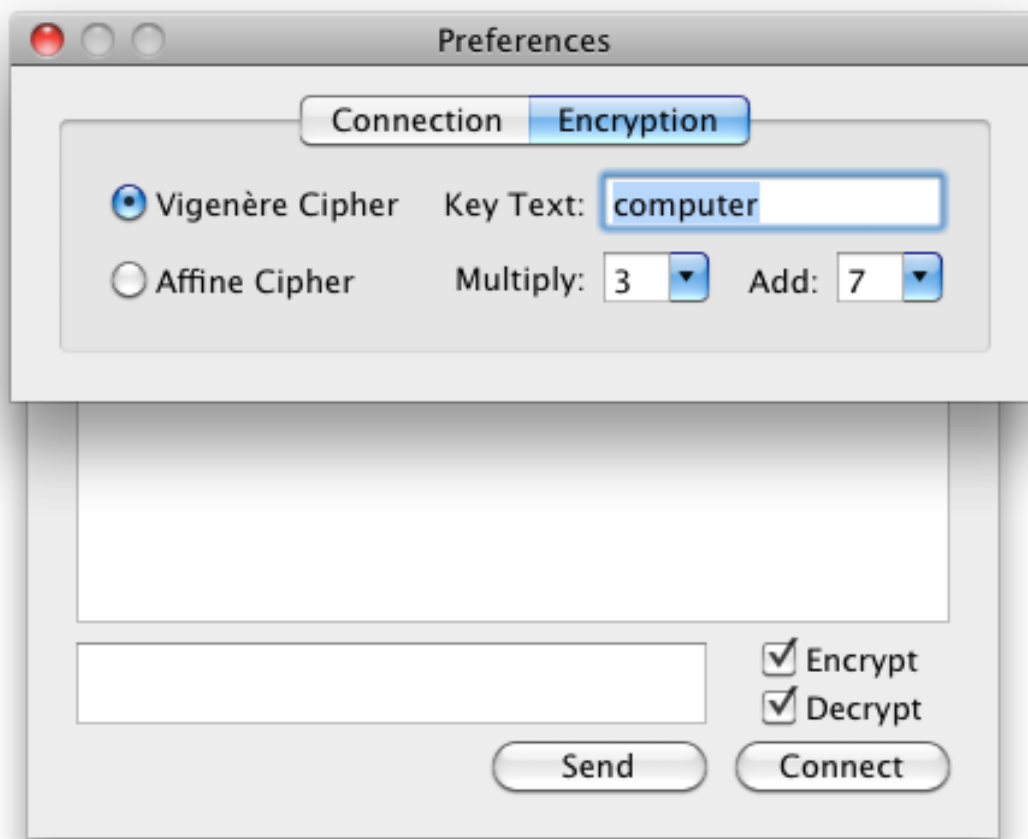 Preferences
Connection Encryption
Vigenère Cipher Key Text: computer
Affine Cipher Multiply: 3 Add: 7
Encrypt
Decrypt
Send Connect